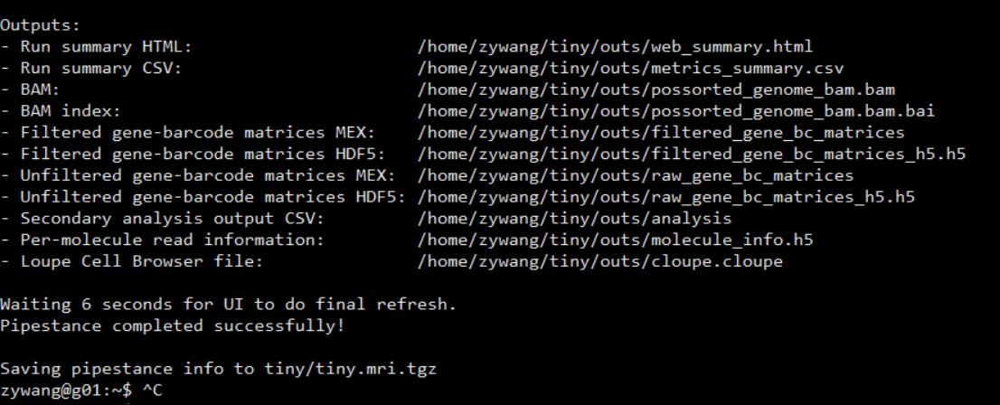 Outputs:
- Run summary HTML: /home/zywang/tiny/outs/web_summary.html
- Run summary CSV: /home/zywang/tiny/outs/metrics_summary.csv
- BAM: /home/zywang/tiny/outs/possorted_genome_bam.bam
- BAM index: /home/zywang/tiny/outs/possorted_genome_bam.bam.bai
- Filtered gene-barcode matrices MEX: /home/zywang/tiny/outs/filtered_gene_bc_matrices
- Filtered gene-barcode matrices HDF5: /home/zywang/tiny/outs/filtered_gene_bc_matrices_h5.h5
- Unfiltered gene-barcode matrices MEX: /home/zywang/tiny/outs/raw_gene_bc_matrices
- Unfiltered gene-barcode matrices HDF5: /home/zywang/tiny/outs/raw_gene_bc_matrices_h5.h5
- Secondary analysis output CSV: /home/zywang/tiny/outs/analysis
- Per-molecule read information: /home/zywang/tiny/outs/molecule_info.h5
- Loupe Cell Browser file: /home/zywang/tiny/outs/cloupe.cloupe
Waiting 6 seconds for UI to do final refresh.
Pipestance completed successfully!
Saving pipestance info to tiny/tiny.mri.tgz
zywang@g01:~$ ^C